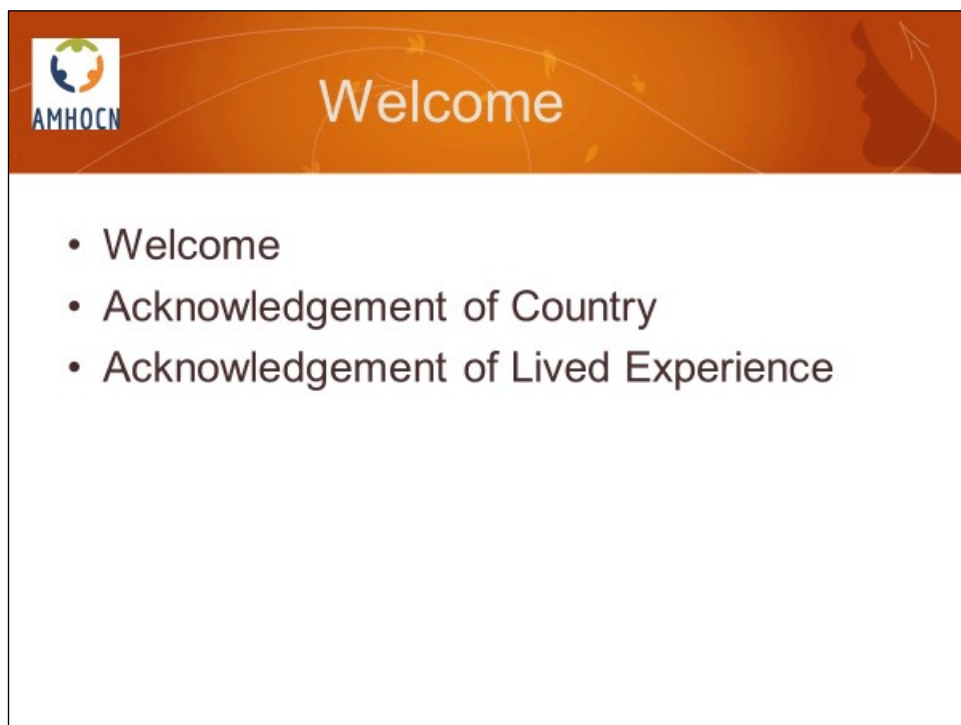 AMHOCN
Welcome
• Welcome
• Acknowledgement of Country
• Acknowledgement of Lived Experience